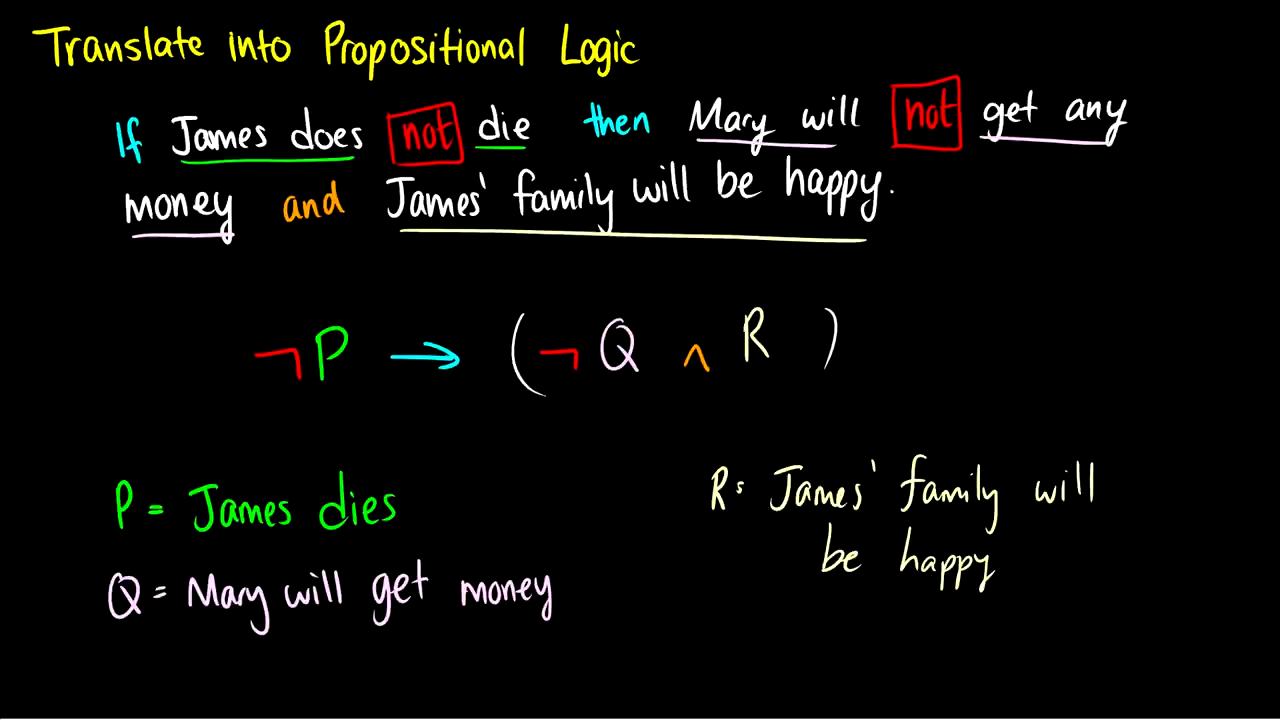 Translate into Propositional Logic
If James does not die then Mary will not get any
money and James' family will be happy.
¬P → (¬Q ∧ R)
P = James dies
Q = Mary will get money
R: James' family will
be happy